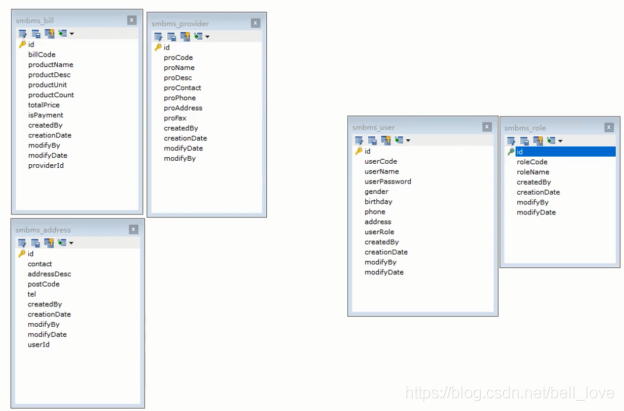 smbms_bill
id
billCode
productName
productDesc
productUnit
productCount
totalPrice
isPayment
createdBy
creationDate
modifyBy
modifyDate
providerId
smbms_provider
id
proCode
proName
proDesc
proContact
proPhone
proAddress
proFax
createdBy
creationDate
modifyDate
modifyBy
smbms_user
id
userCode
userName
userPassword
gender
birthday
phone
address
userRole
createdBy
creationDate
modifyBy
modifyDate
smbms_role
id
roleCode
roleName
createdBy
creationDate
modifyBy
modifyDate
smbms_address
id
contact
addressDesc
postCode
tel
createdBy
creationDate
modifyBy
modifyDate
userId
https://blog.csdn.net/bell_love